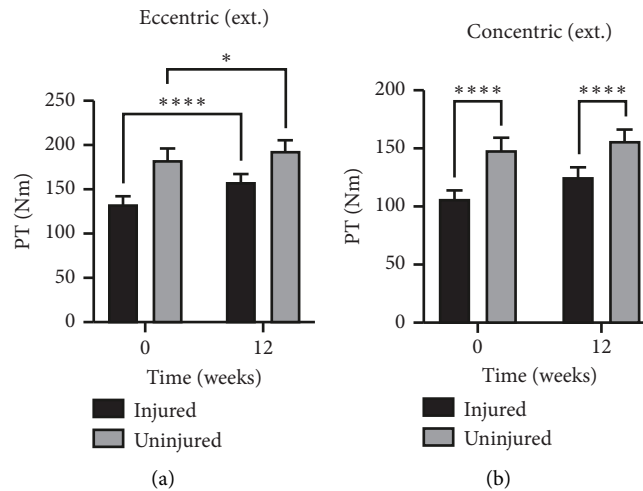 Eccentric (ext.)
*
****
250
200
150
100
50
0
PT (Nm)
0
12
Time (weeks)
Injured
Uninjured
(a)
Concentric (ext.)
****
****
200
150
100
50
0
PT (Nm)
0
12
Time (weeks)
Injured
Uninjured
(b)